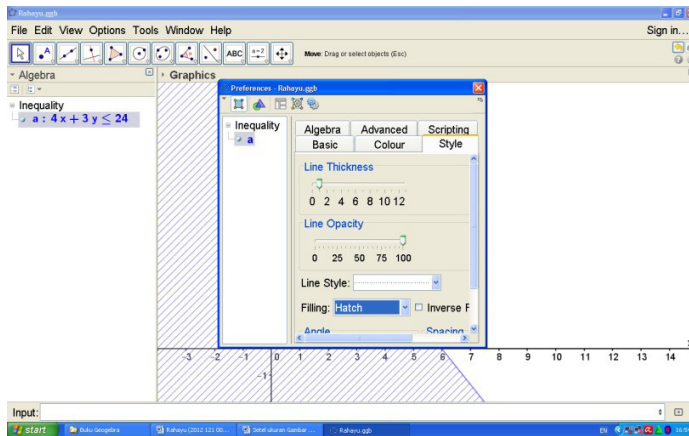 Rahayu.ggb
File Edit View Options Tools Window Help
Sign in...
ABC
a=2
Move: Drag or select objects (Esc)
Algebra
Graphics
Inequality
a : 4 x + 3 y ≤ 24
Preferences - Rahayu.ggb
Inequality
a
Algebra Advanced Scripting
Basic Colour Style
Line Thickness
0 2 4 6 8 10 12
Line Opacity
0 25 50 75 100
Line Style:
Filling: Hatch Inverse F
Angle Spacing
-3 -2 -1 0 1 2 3 4 5 6 7 8 9 10 11 12 13 14
-1
Input:
start
Buku Geogebra
Rahayu (2012 121 00...
Setel ukuran Gambar ...
Rahayu.ggb
EN